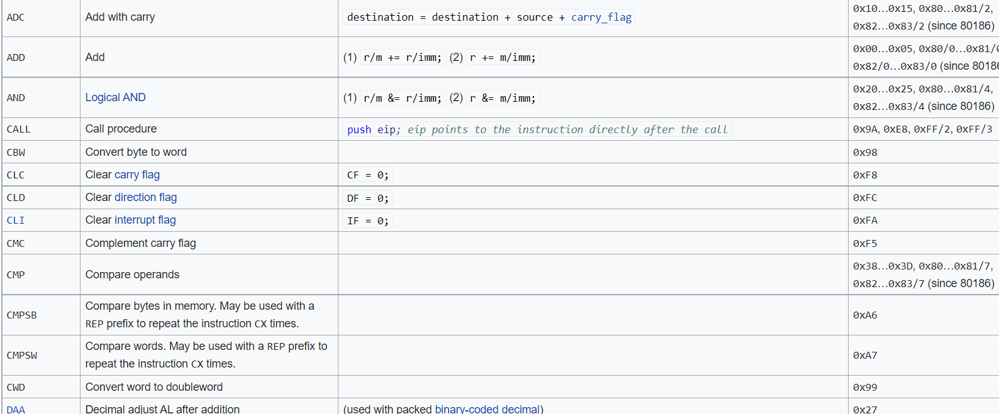 ADC Add with carry destination = destination + source + carry_flag 0x10...0x15, 0x80...0x81/2,
0x82...0x83/2 (since 80186)
ADD Add (1) r/m += r/imm; (2) r += m/imm; 0x00...0x05, 0x80/0...0x81/0
0x82/0...0x83/0 (since 80186
AND Logical AND (1) r/m &= r/imm; (2) r &= m/imm; 0x20...0x25, 0x80...0x81/4,
0x82...0x83/4 (since 80186)
CALL Call procedure push eip; eip points to the instruction directly after the call 0x9A, 0xE8, 0xFF/2, 0xFF/3
CBW Convert byte to word 0x98
CLC Clear carry flag CF = 0; 0xF8
CLD Clear direction flag DF = 0; 0xFC
CLI Clear interrupt flag IF = 0; 0xFA
CMC Complement carry flag 0xF5
CMP Compare operands 0x38...0x3D, 0x80...0x81/7,
0x82...0x83/7 (since 80186)
CMPSB Compare bytes in memory. May be used with a
REP prefix to repeat the instruction CX times. 0xA6
CMPSW Compare words. May be used with a REP prefix to
repeat the instruction CX times. 0xA7
CWD Convert word to doubleword 0x99
DAA Decimal adjust AL after addition (used with packed binary-coded decimal) 0x27